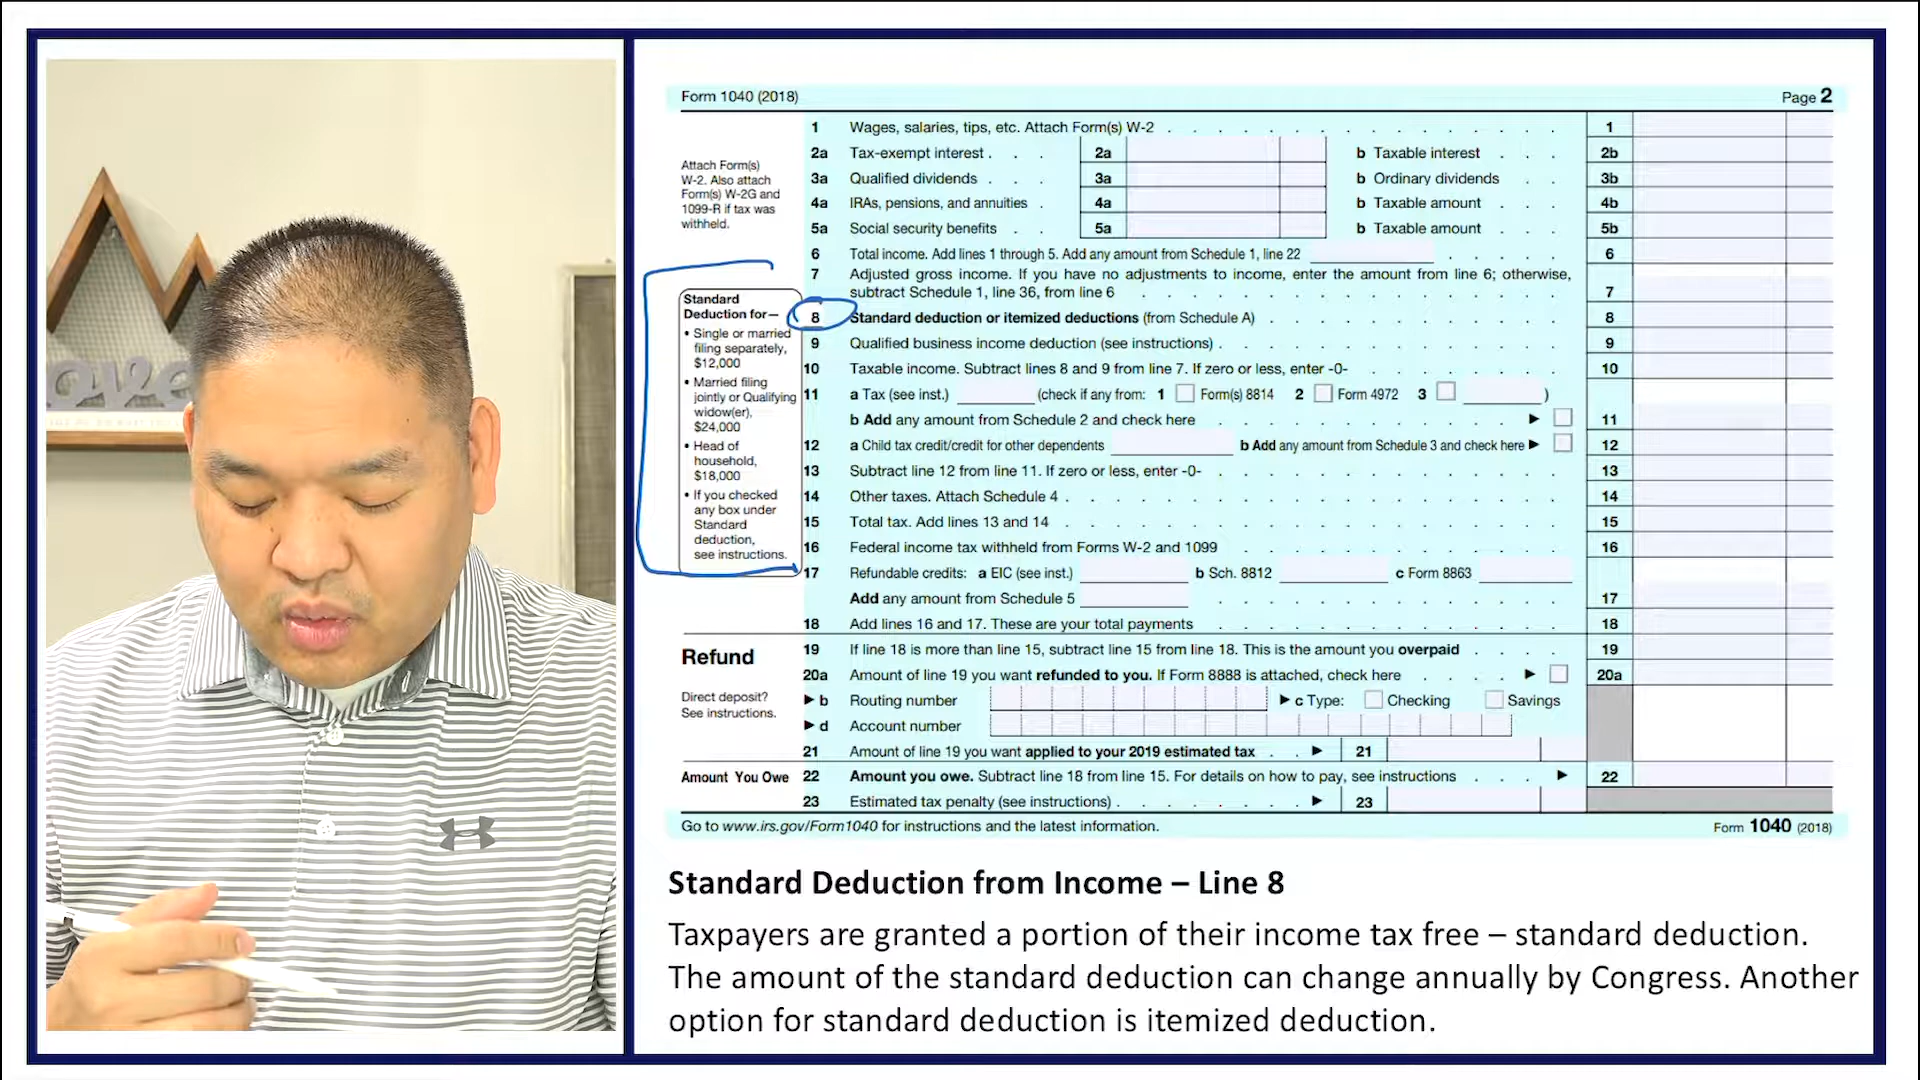 love
Form 1040 (2018) Page 2
Attach Form(s)
W-2. Also attach
Form(s) W-2G and
1099-R if tax was
withheld.
Standard
Deduction for—
• Single or married
filing separately,
$12,000
• Married filing
jointly or Qualifying
widow(er),
$24,000
• Head of
household,
$18,000
• If you checked
any box under
Standard
deduction,
see instructions.
1 Wages, salaries, tips, etc. Attach Form(s) W-2 . . . . . . . . . . . . . . . . 1
2a Tax-exempt interest . . . 2a b Taxable interest . . . 2b
3a Qualified dividends . . . 3a b Ordinary dividends . . 3b
4a IRAs, pensions, and annuities . 4a b Taxable amount . . . 4b
5a Social security benefits . . 5a b Taxable amount . . . 5b
6 Total income. Add lines 1 through 5. Add any amount from Schedule 1, line 22 . . . . . 6
7 Adjusted gross income. If you have no adjustments to income, enter the amount from line 6; otherwise,
subtract Schedule 1, line 36, from line 6 . . . . . . . . . . . . . . . . 7
8 Standard deduction or itemized deductions (from Schedule A) . . . . . . . . . . . . 8
9 Qualified business income deduction (see instructions) . . . . . . . . . . . . . . 9
10 Taxable income. Subtract lines 8 and 9 from line 7. If zero or less, enter -0- . . . . . . . . 10
11 a Tax (see inst.) (check if any from: 1 Form(s) 8814 2 Form 4972 3 )
b Add any amount from Schedule 2 and check here . . . . . . . . . . . . ▶ 11
12 a Child tax credit/credit for other dependents b Add any amount from Schedule 3 and check here ▶ 12
13 Subtract line 12 from line 11. If zero or less, enter -0- . . . . . . . . . . . . . . 13
14 Other taxes. Attach Schedule 4 . . . . . . . . . . . . . . . . . . . 14
15 Total tax. Add lines 13 and 14 . . . . . . . . . . . . . . . . . . . 15
16 Federal income tax withheld from Forms W-2 and 1099 . . . . . . . . . . . . . 16
17 Refundable credits: a EIC (see inst.) b Sch. 8812 c Form 8863
Add any amount from Schedule 5 . . . . . . . . . . . . . 17
18 Add lines 16 and 17. These are your total payments . . . . . . . . . . . . . 18
Refund
19 If line 18 is more than line 15, subtract line 15 from line 18. This is the amount you overpaid . . . . 19
20a Amount of line 19 you want refunded to you. If Form 8888 is attached, check here . . . . ▶ 20a
Direct deposit?
See instructions.
▶ b Routing number ▶ c Type: Checking Savings
▶ d Account number
21 Amount of line 19 you want applied to your 2019 estimated tax . . ▶ 21
Amount You Owe 22 Amount you owe. Subtract line 18 from line 15. For details on how to pay, see instructions . . . ▶ 22
23 Estimated tax penalty (see instructions) . . . . . . . ▶ 23
Go to www.irs.gov/Form1040 for instructions and the latest information. Form 1040 (2018)
Standard Deduction from Income – Line 8
Taxpayers are granted a portion of their income tax free – standard deduction.
The amount of the standard deduction can change annually by Congress. Another
option for standard deduction is itemized deduction.